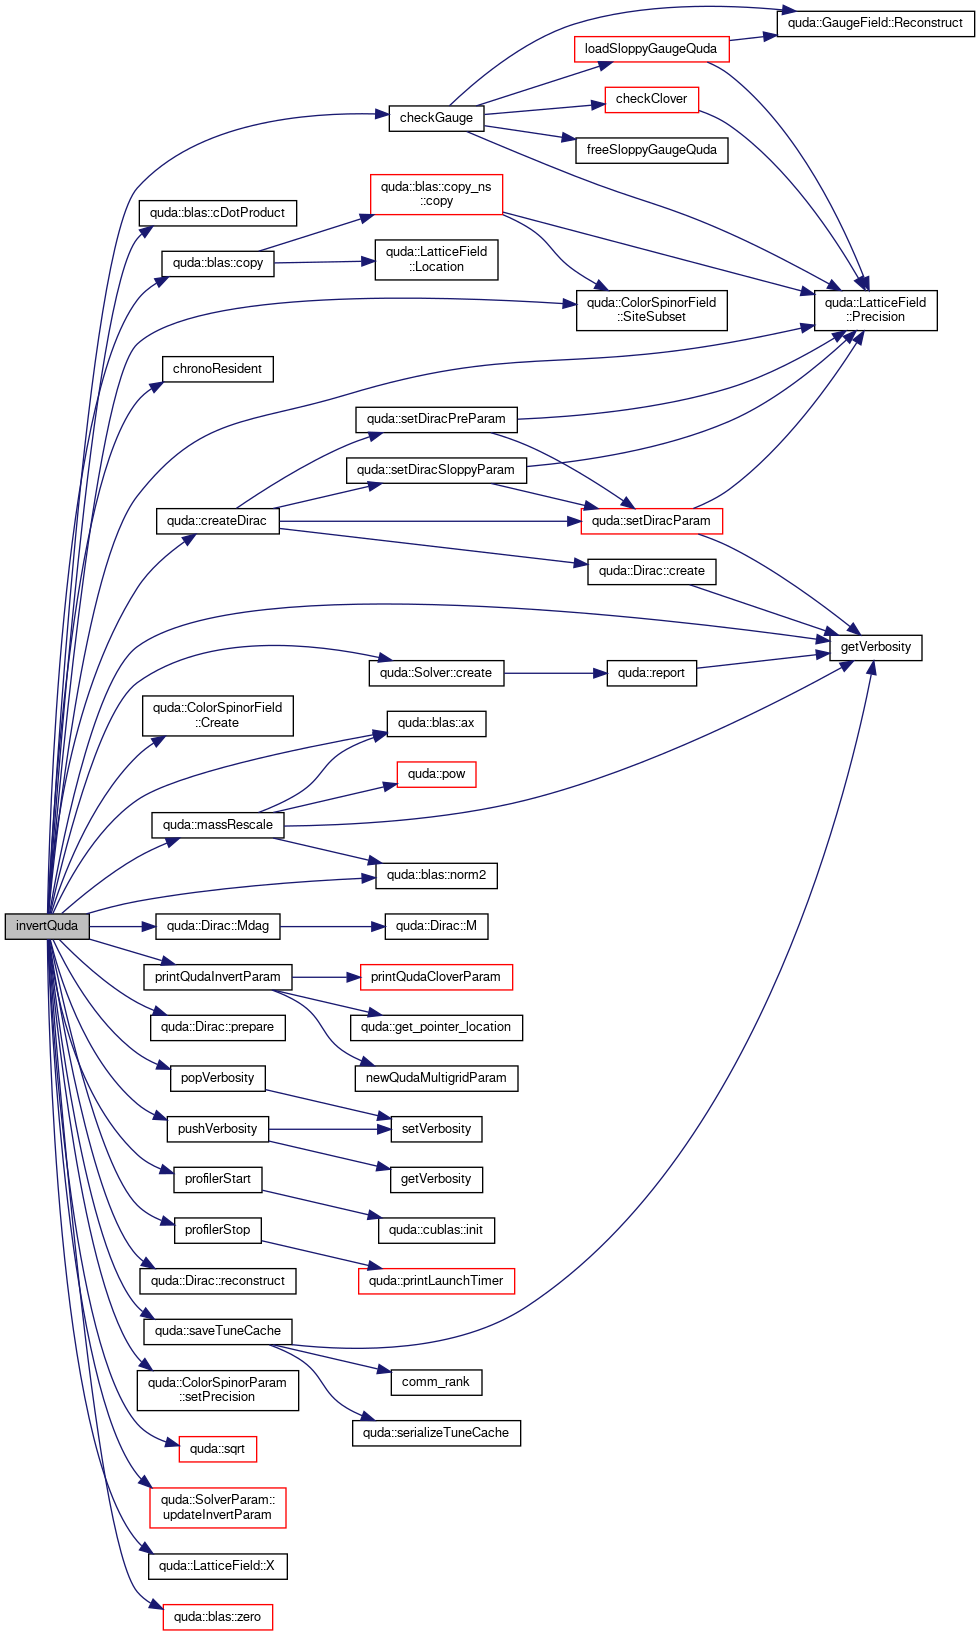 quda::GaugeField::Reconstruct
loadSloppyGaugeQuda
checkClover
checkGauge
freeSloppyGaugeQuda
quda::blas::copy_ns
::copy
quda::blas::cDotProduct
quda::LatticeField
::Location
quda::blas::copy
quda::ColorSpinorField
::SiteSubset
quda::LatticeField
::Precision
chronoResident
quda::setDiracPreParam
quda::setDiracSloppyParam
quda::createDirac
quda::setDiracParam
quda::Dirac::create
getVerbosity
quda::Solver::create
quda::report
quda::ColorSpinorField
::Create
quda::blas::ax
quda::pow
quda::massRescale
quda::blas::norm2
invertQuda
quda::Dirac::Mdag
quda::Dirac::M
printQudaInvertParam
printQudaCloverParam
quda::Dirac::prepare
quda::get_pointer_location
popVerbosity
newQudaMultigridParam
pushVerbosity
setVerbosity
profilerStart
getVerbosity
profilerStop
quda::cublas::init
quda::Dirac::reconstruct
quda::printLaunchTimer
quda::saveTuneCache
quda::ColorSpinorParam
::setPrecision
comm_rank
quda::serializeTuneCache
quda::sqrt
quda::SolverParam::
updateInvertParam
quda::LatticeField::X
quda::blas::zero